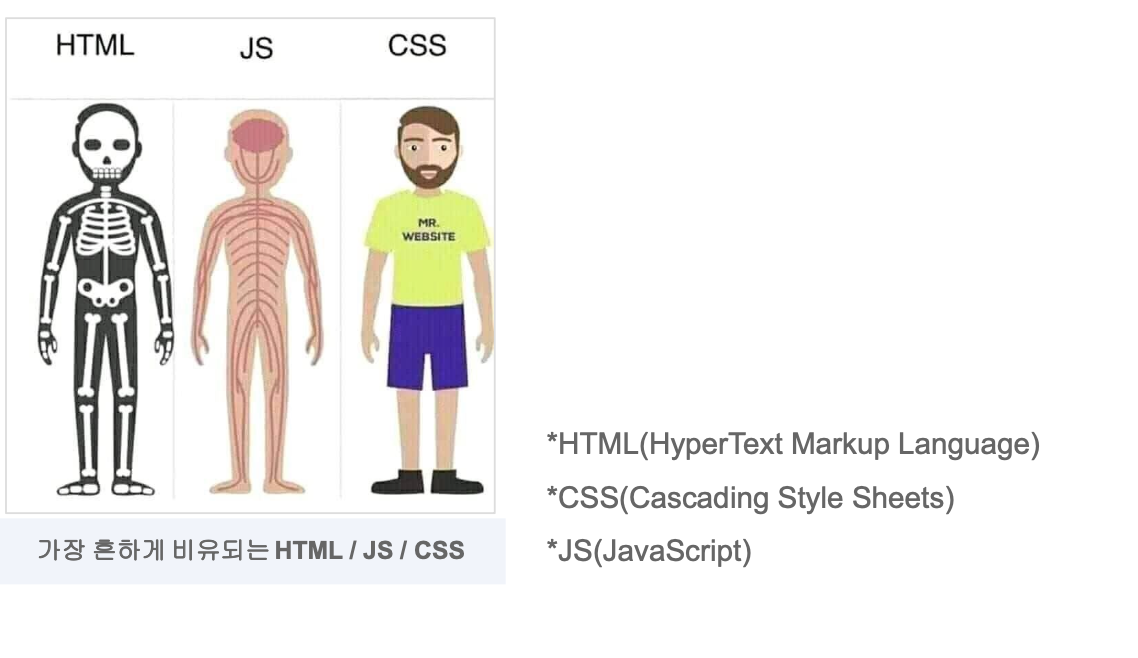 HTML JS CSS
MR.
WEBSITE
가장 흔하게 비유되는 HTML / JS / CSS
*HTML(HyperText Markup Language)
*CSS(Cascading Style Sheets)
*JS(JavaScript)